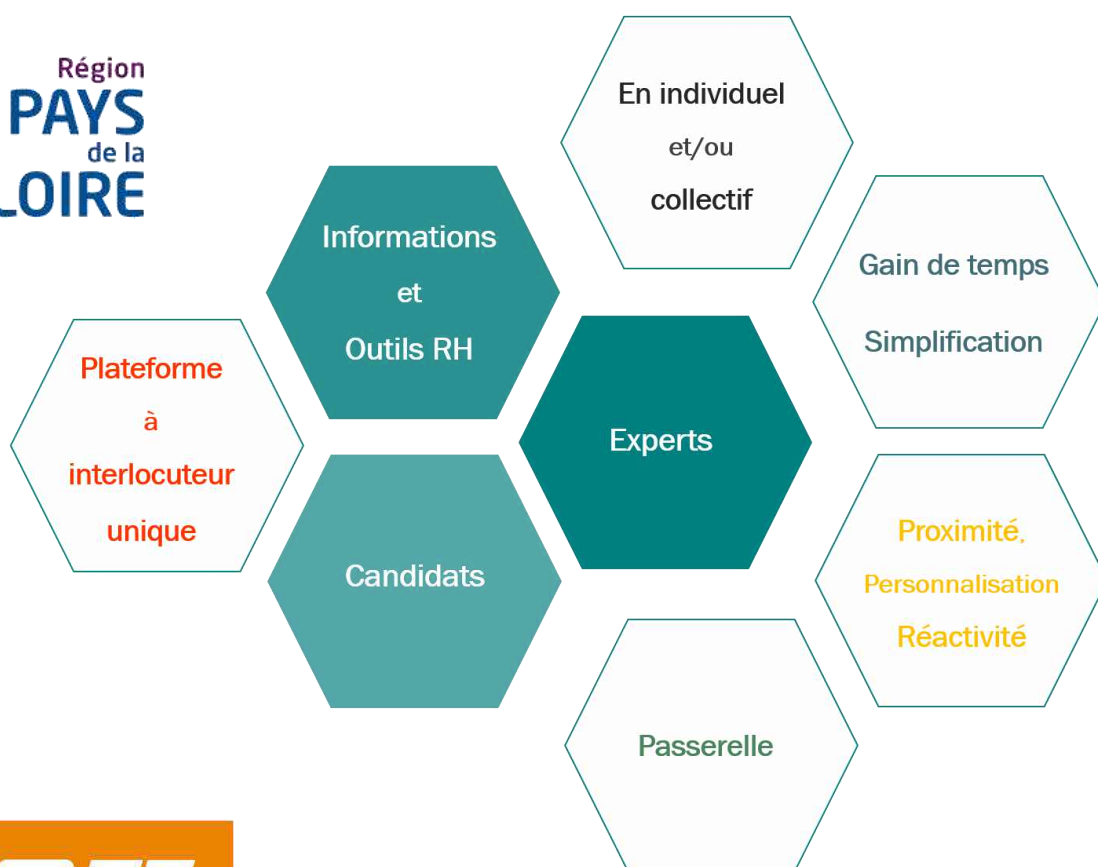 Région
PAYS
de la
LOIRE
En individuel
et/ou
collectif
Informations
et
Outils RH
Gain de temps
Simplification
Plateforme
à
interlocuteur
unique
Experts
Candidats
Proximité,
Personnalisation
Réactivité
Passerelle